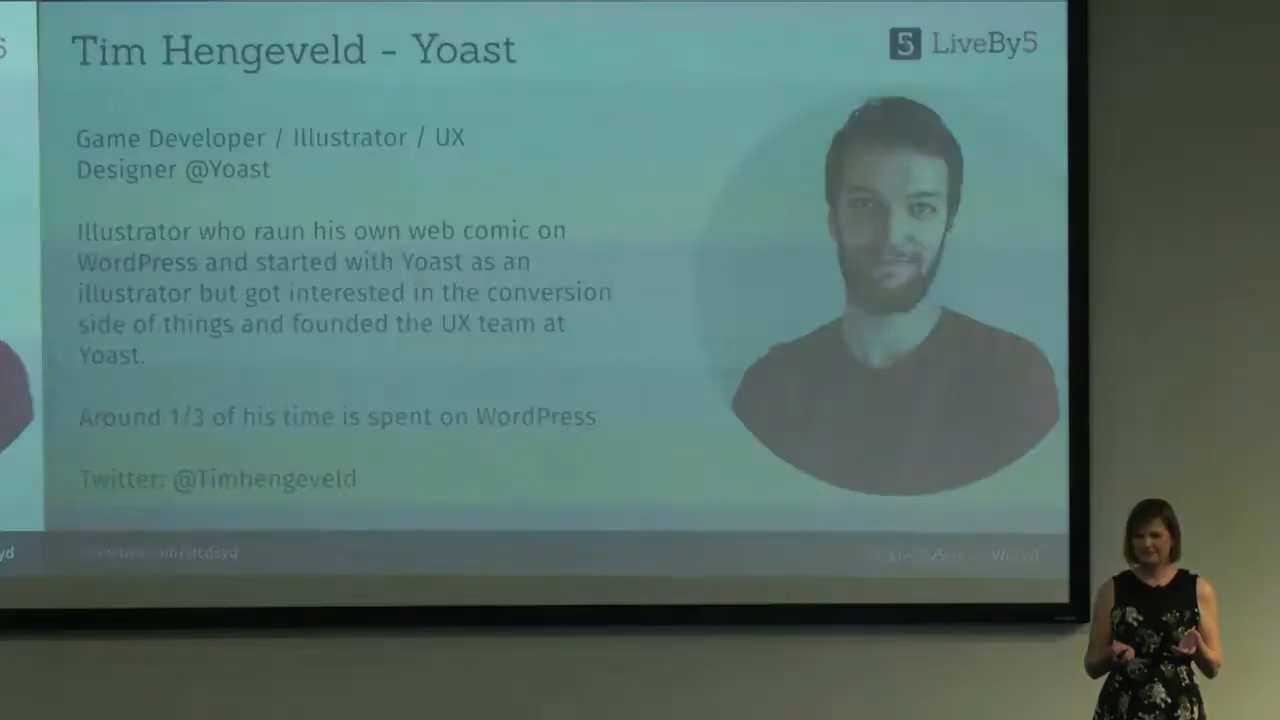 Tim Hengeveld - Yoast
5 LiveBy5
Game Developer / Illustrator / UX
Designer @Yoast
Illustrator who raun his own web comic on
WordPress and started with Yoast as an
illustrator but got interested in the conversion
side of things and founded the UX team at
Yoast.
Around 1/3 of his time is spent on WordPress
Twitter: @Timhengeveld